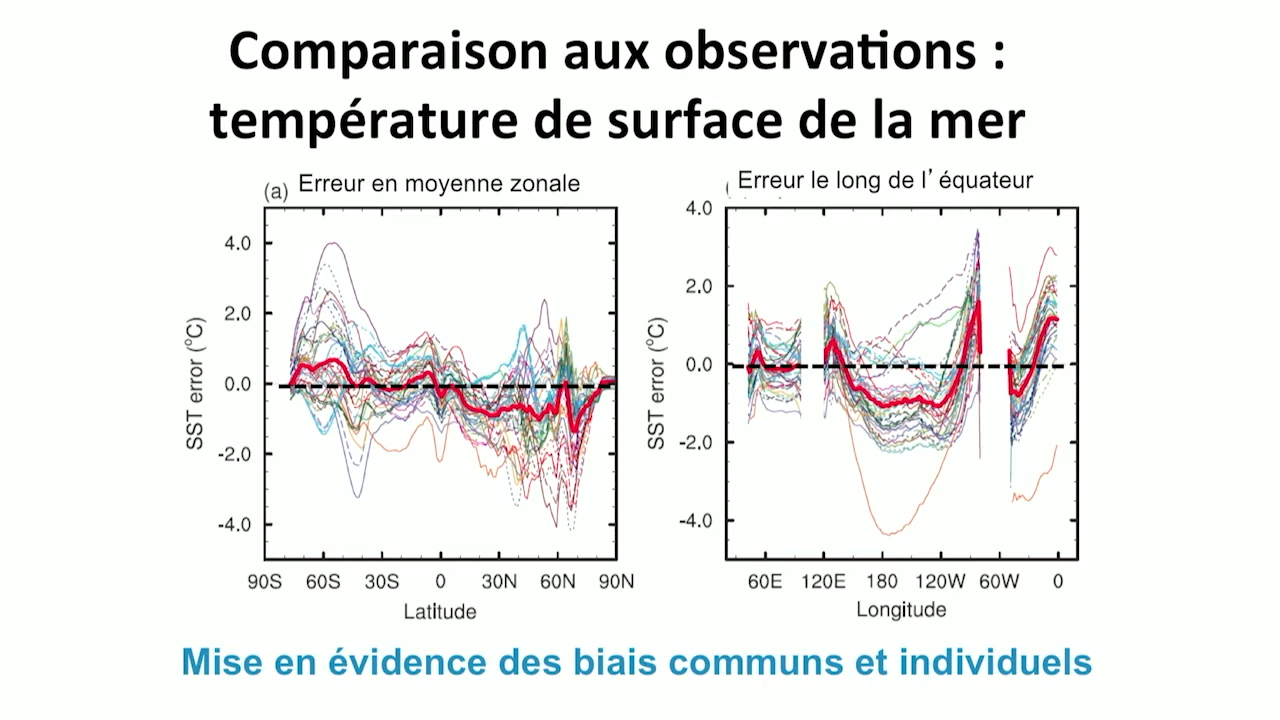 Comparaison aux observations :
température de surface de la mer
(a) Erreur en moyenne zonale
Erreur le long de l’équateur
4.0
2.0
0.0
-2.0
-4.0
SST error (°C)
90S 60S 30S 0 30N 60N 90N
Latitude
4.0
2.0
0.0
-2.0
-4.0
SST error (°C)
60E 120E 180 120W 60W 0
Longitude
Mise en évidence des biais communs et individuels